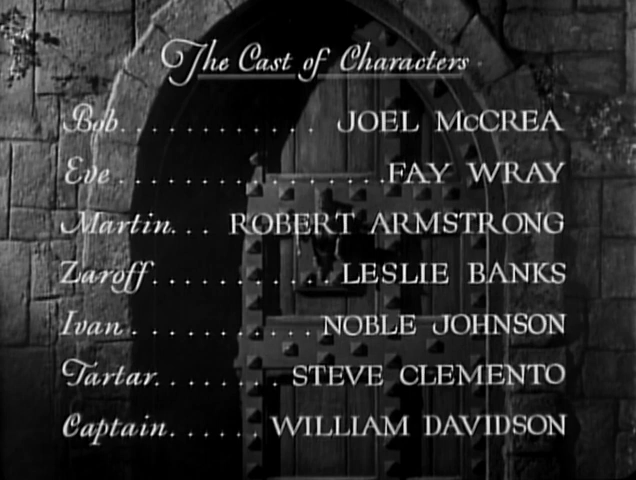 The Cast of Characters
Bob............ JOEL McCREA
Eve................FAY WRAY
Martin... ROBERT ARMSTRONG
Zaroff............LESLIE BANKS
Ivan............NOBLE JOHNSON
Tartar........ STEVE CLEMENTO
Captain...... WILLIAM DAVIDSON